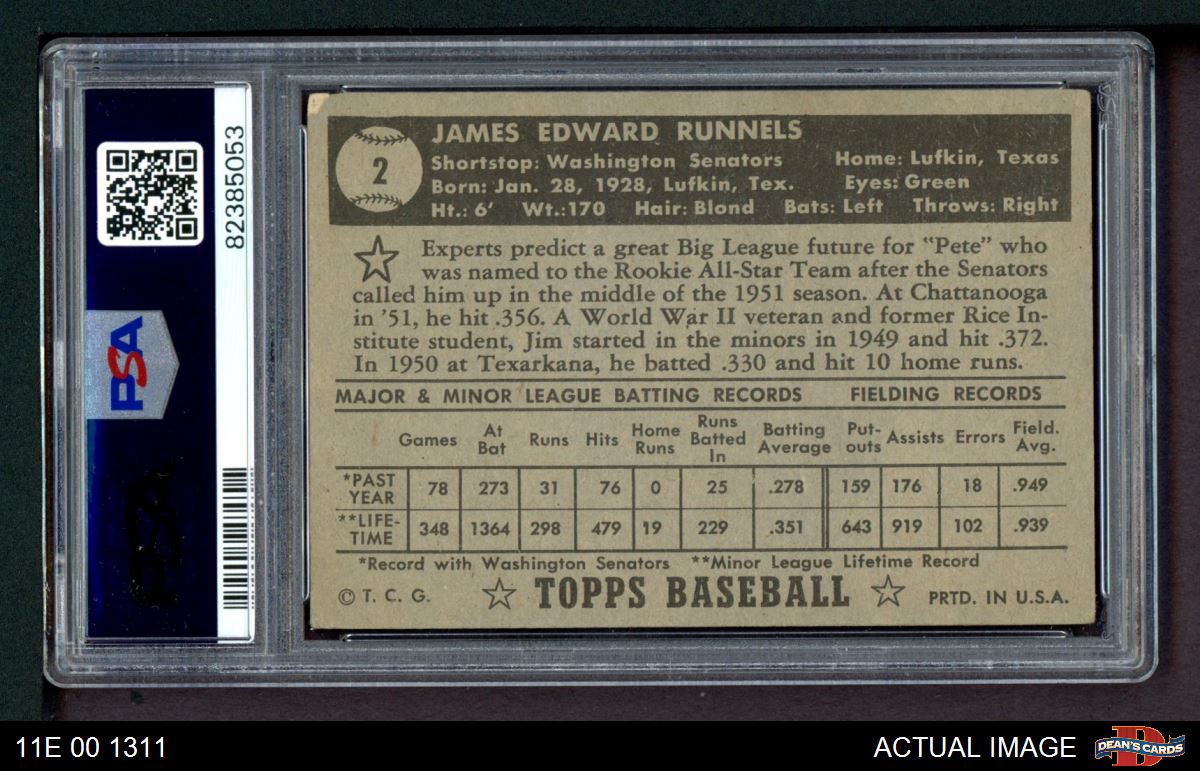 82385053
PSA
2
JAMES EDWARD RUNNELS
Shortstop: Washington Senators Home: Lufkin, Texas
Born: Jan. 28, 1928, Lufkin, Tex. Eyes: Green
Ht.: 6′ Wt.:170 Hair: Blond Bats: Left Throws: Right
Experts predict a great Big League future for "Pete" who
was named to the Rookie All-Star Team after the Senators
called him up in the middle of the 1951 season. At Chattanooga
in '51, he hit .356. A World War II veteran and former Rice In-
stitute student, Jim started in the minors in 1949 and hit .372.
In 1950 at Texarkana, he batted .330 and hit 10 home runs.
MAJOR & MINOR LEAGUE BATTING RECORDS FIELDING RECORDS
Games At Bat Runs Hits Home Runs Runs Batted In Batting Average Put-outs Assists Errors Field. Avg.
*PAST YEAR 78 273 31 76 0 25 .278 159 176 18 .949
**LIFE-TIME 348 1364 298 479 19 229 .351 643 919 102 .939
*Record with Washington Senators **Minor League Lifetime Record
© T. C. G. TOPPS BASEBALL PRTD. IN U.S.A.
11E 00 1311 ACTUAL IMAGE DEAN'S CARDS